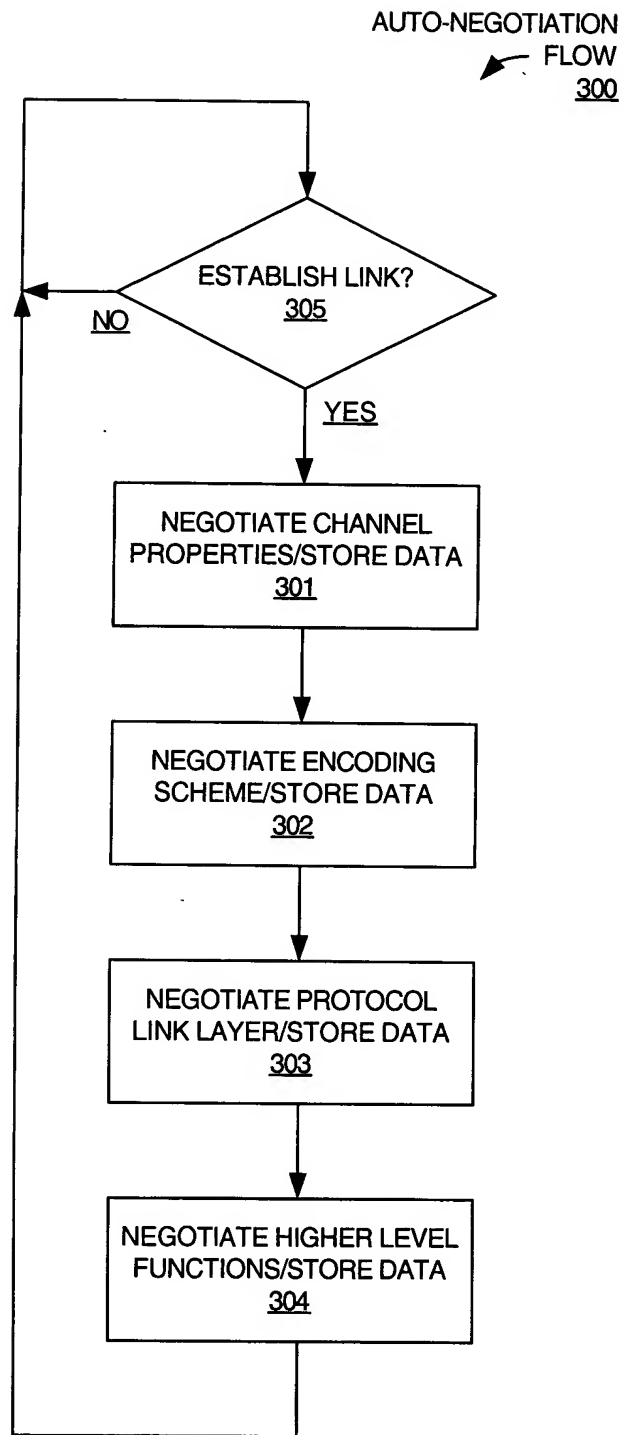 AUTO-NEGOTIATION
FLOW
300
ESTABLISH LINK?
305
NO
YES
NEGOTIATE CHANNEL
PROPERTIES/STORE DATA
301
NEGOTIATE ENCODING
SCHEME/STORE DATA
302
NEGOTIATE PROTOCOL
LINK LAYER/STORE DATA
303
NEGOTIATE HIGHER LEVEL
FUNCTIONS/STORE DATA
304